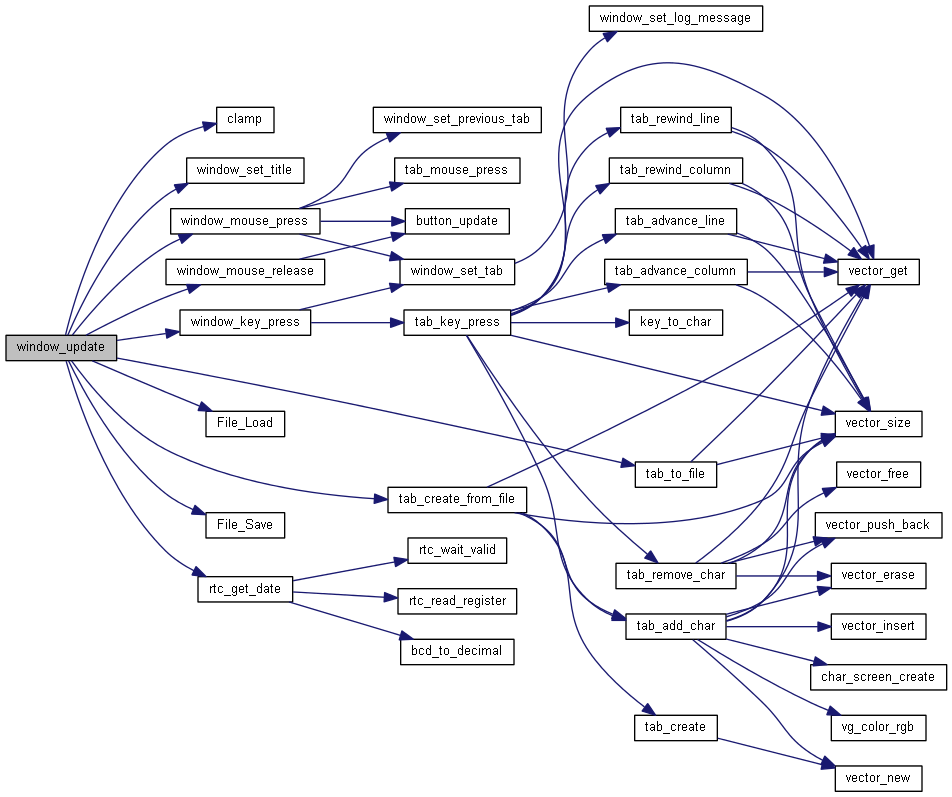 window_set_log_message
clamp
window_set_previous_tab
tab_rewind_line
window_set_title
tab_mouse_press
tab_rewind_column
window_mouse_press
button_update
tab_advance_line
window_mouse_release
window_set_tab
tab_advance_column
vector_get
window_key_press
tab_key_press
key_to_char
window_update
File_Load
vector_size
tab_to_file
vector_free
tab_create_from_file
File_Save
vector_push_back
rtc_wait_valid
rtc_get_date
tab_remove_char
vector_erase
rtc_read_register
tab_add_char
vector_insert
bcd_to_decimal
char_screen_create
tab_create
vg_color_rgb
vector_new